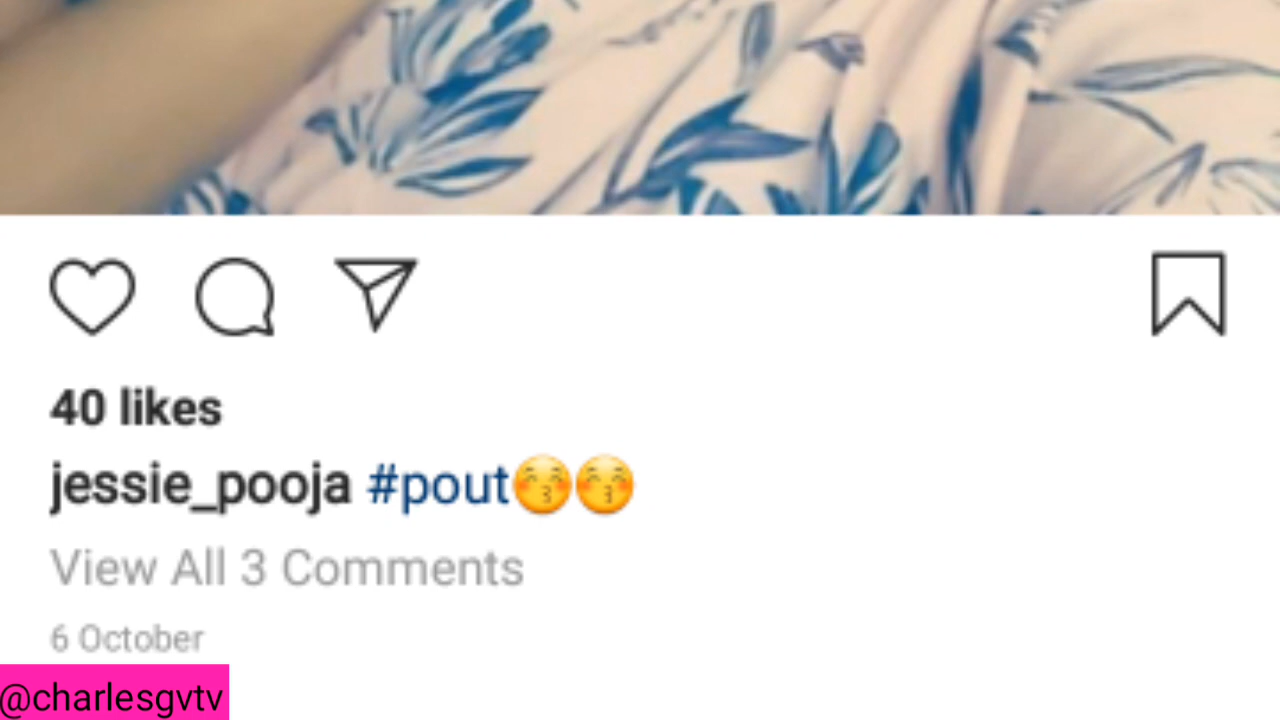 40 likes
jessie_pooja #pout😚😚
View All 3 Comments
6 October
@charlesgvtv